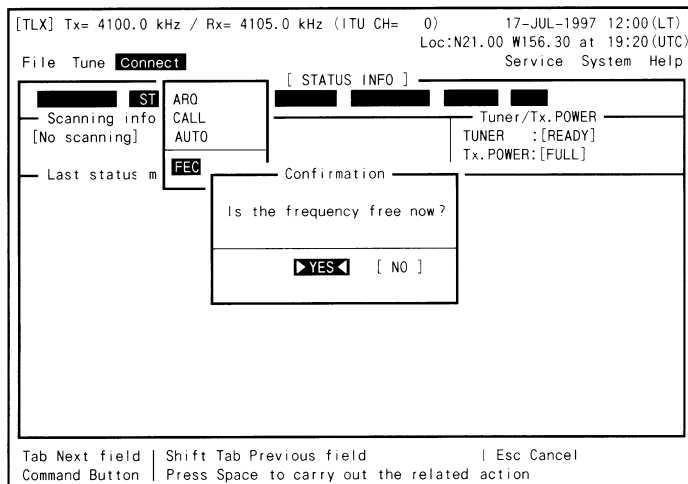 [TLX] Tx= 4100.0 kHz / Rx= 4105.0 kHz (ITU CH= 0) 17-JUL-1997 12:00(LT)
Loc:N21.00 W156.30 at 19:20(UTC)
File Tune Connect Service System Help
[ STATUS INFO ]
ST
ARQ
CALL
AUTO
FEC
Scanning info
[No scanning]
Tuner/Tx.POWER
TUNER :[READY]
Tx.POWER:[FULL]
Last status m
Confirmation
Is the frequency free now?
YES [ NO ]
Tab Next field | Shift Tab Previous field | Esc Cancel
Command Button | Press Space to carry out the related action